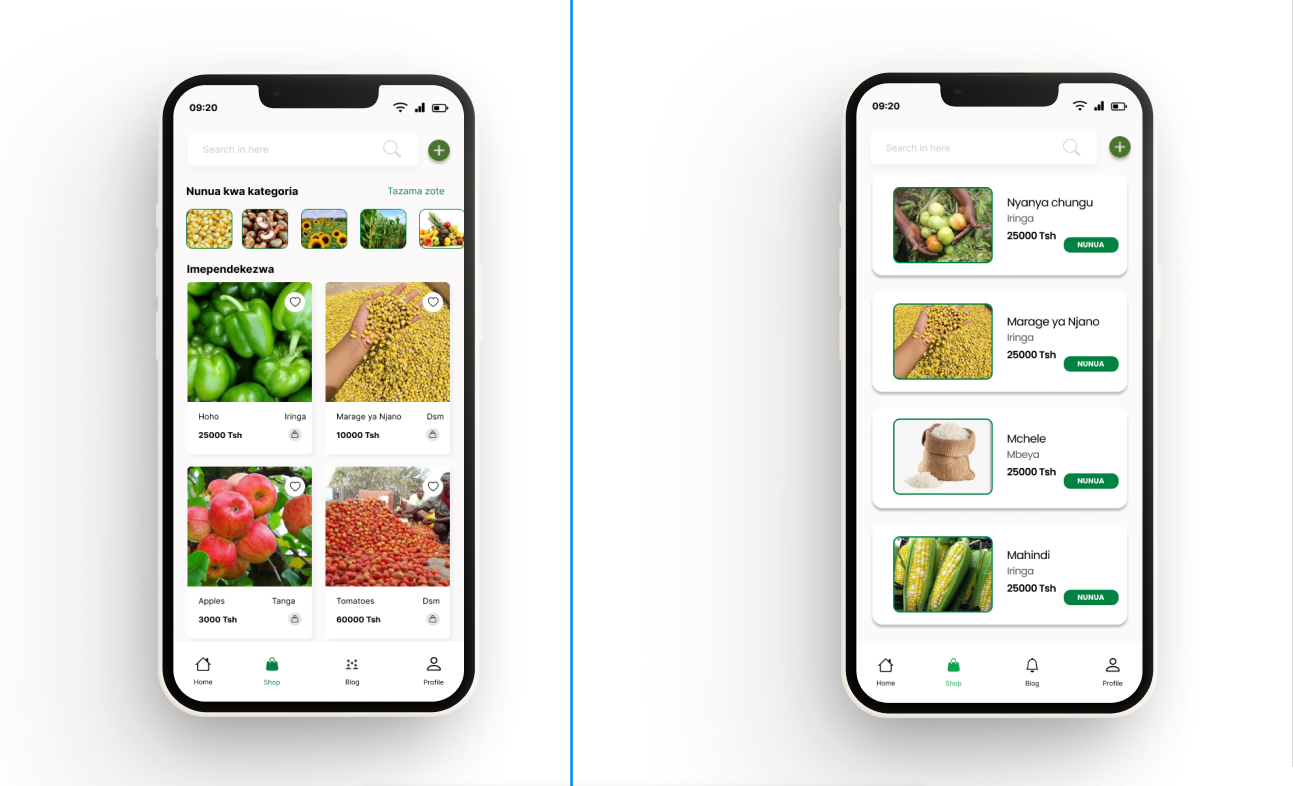 09:20
Search in here
Nunua kwa kategoria Tazama zote
Imependekezwa
Hoho Iringa
25000 Tsh
Marage ya Njano Dsm
10000 Tsh
Apples Tanga
3000 Tsh
Tomatoes Dsm
60000 Tsh
Home Shop Blog Profile
09:20
Search in here
Nyanya chungu
Iringa
25000 Tsh
NUNUA
Marage ya Njano
Iringa
25000 Tsh
NUNUA
Mchele
Mbeya
25000 Tsh
NUNUA
Mahindi
Iringa
25000 Tsh
NUNUA
Home Shop Blog Profile